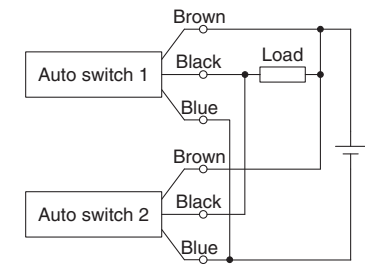 Brown
Auto switch 1
Black
Load
Blue
Brown
Auto switch 2
Black
Blue